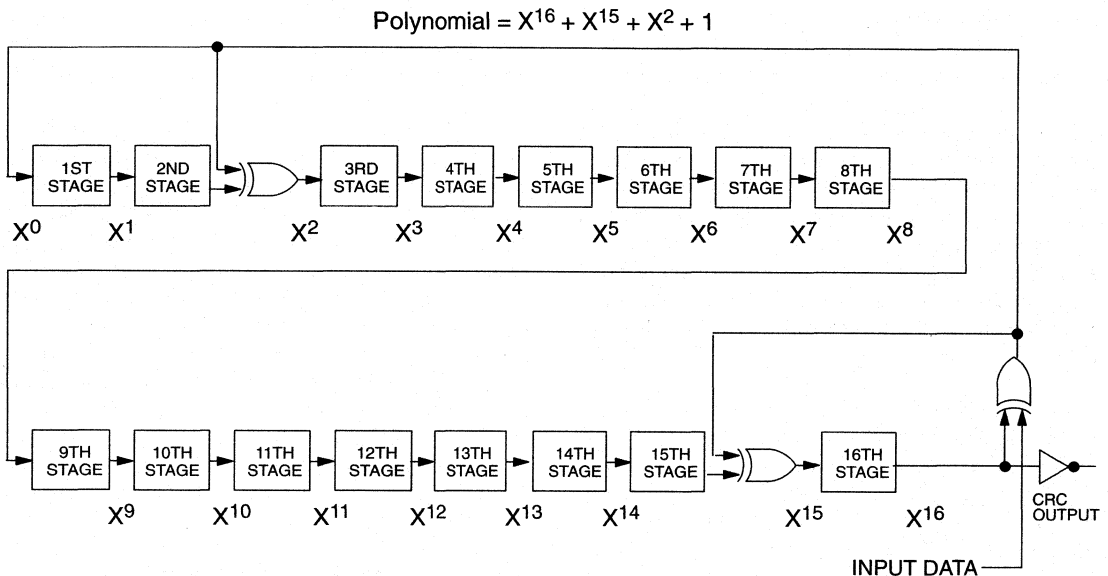 Polynomial = X16 + X15 + X2 + 1
1ST STAGE
2ND STAGE
3RD STAGE
4TH STAGE
5TH STAGE
6TH STAGE
7TH STAGE
8TH STAGE
X0 X1 X2 X3 X4 X5 X6 X7 X8
9TH STAGE
10TH STAGE
11TH STAGE
12TH STAGE
13TH STAGE
14TH STAGE
15TH STAGE
16TH STAGE
CRC OUTPUT
X9 X10 X11 X12 X13 X14 X15 X16
INPUT DATA